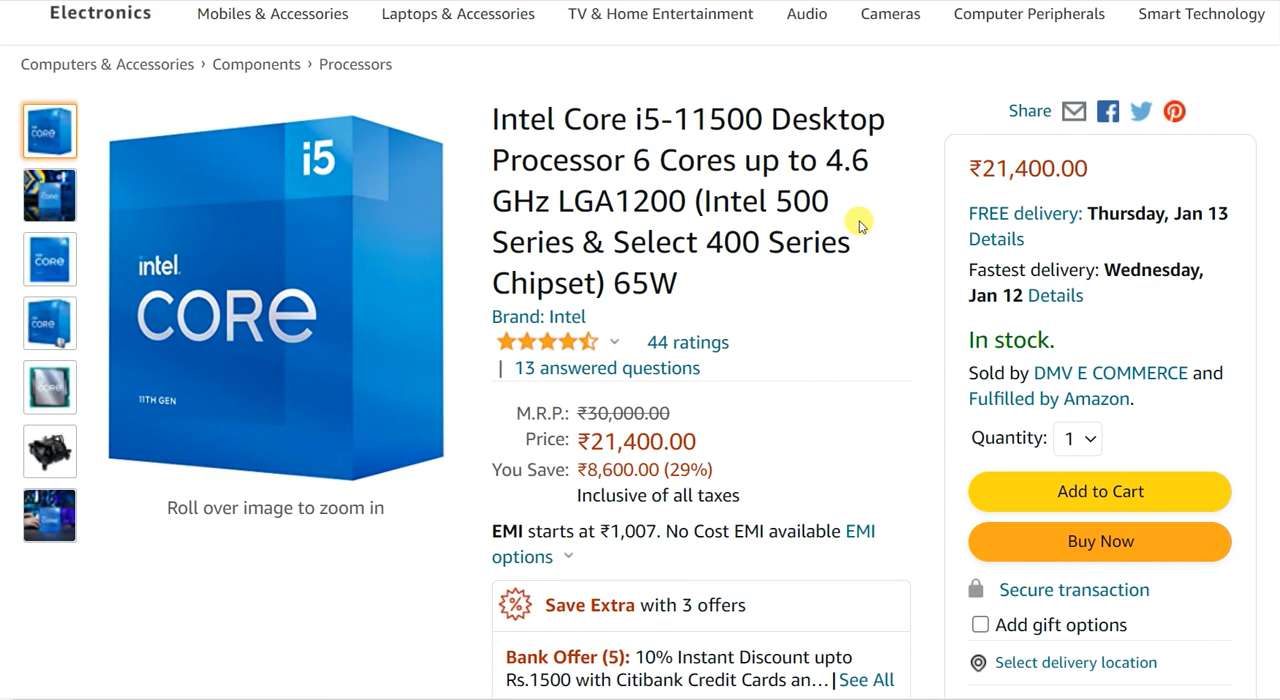 Electronics Mobiles & Accessories Laptops & Accessories TV & Home Entertainment Audio Cameras Computer Peripherals Smart Technology
Computers & Accessories › Components › Processors
i5
intel.
CORE
11TH GEN
Roll over image to zoom in
Intel Core i5-11500 Desktop
Processor 6 Cores up to 4.6
GHz LGA1200 (Intel 500
Series & Select 400 Series
Chipset) 65W
Brand: Intel
44 ratings
| 13 answered questions
M.R.P.: ₹30,000.00
Price: ₹21,400.00
You Save: ₹8,600.00 (29%)
Inclusive of all taxes
EMI starts at ₹1,007. No Cost EMI available EMI
options
Save Extra with 3 offers
Bank Offer (5): 10% Instant Discount upto
Rs.1500 with Citibank Credit Cards an... | See All
Share
₹21,400.00
FREE delivery: Thursday, Jan 13
Details
Fastest delivery: Wednesday,
Jan 12 Details
In stock.
Sold by DMV E COMMERCE and
Fulfilled by Amazon.
Quantity: 1
Add to Cart
Buy Now
Secure transaction
Add gift options
Select delivery location